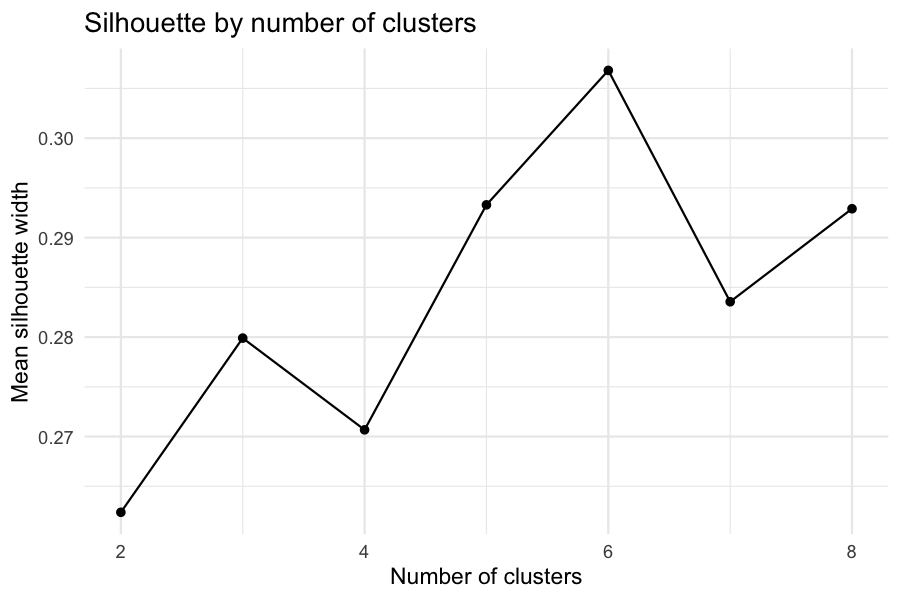 Silhouette by number of clusters
Mean silhouette width
0.30
0.29
0.28
0.27
2 4 6 8
Number of clusters